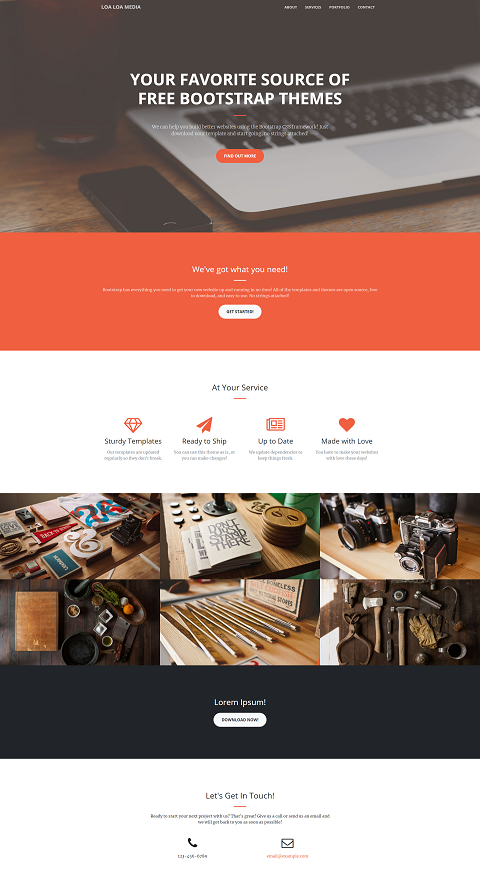 LOA LOA MEDIA
ABOUT SERVICES PORTFOLIO CONTACT
YOUR FAVORITE SOURCE OF
FREE BOOTSTRAP THEMES
We can help you build better websites using the Bootstrap CSS framework! Just
download your template and start going, no strings attached!
FIND OUT MORE
We've got what you need!
Bootstrap has everything you need to get your new website up and running in no time! All of the templates and themes are open source, free
to download, and easy to use. No strings attached!
GET STARTED!
At Your Service
Sturdy Templates
Our templates are updated
regularly so they don't break.
Ready to Ship
You can use this theme as is, or
you can make changes!
Up to Date
We update dependencies to
keep things fresh.
Made with Love
You have to make your websites
with love these days!
DON'T
JUST
STAND
THERE
Lorem Ipsum!
DOWNLOAD NOW!
Let's Get In Touch!
Ready to start your next project with us? That's great! Give us a call or send us an email and
we will get back to you as soon as possible!
123-456-6789
email@example.com